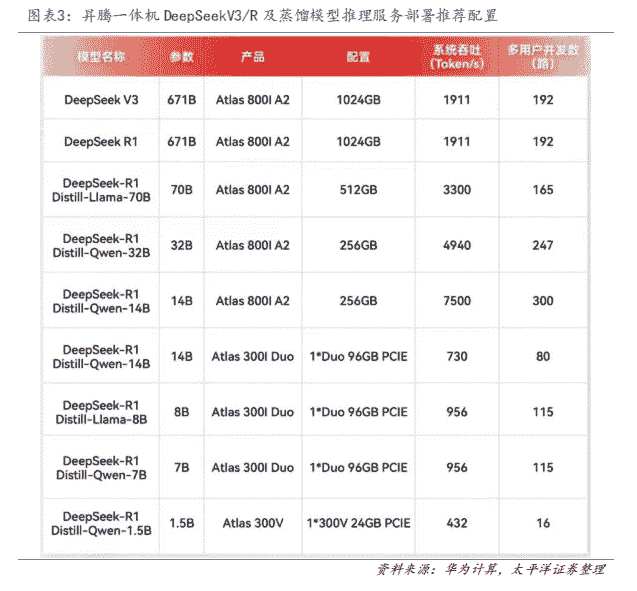 图表3：昇腾一体机 DeepSeekV3/R 及蒸馏模型推理服务部署推荐配置
模型名称 参数 产品 配置 系统吞吐 (Token/s) 多用户并发数 (路)
DeepSeek V3 671B Atlas 800I A2 1024GB 1911 192
DeepSeek R1 671B Atlas 800I A2 1024GB 1911 192
DeepSeek-R1
Distill-Llama-70B 70B Atlas 800I A2 512GB 3300 165
DeepSeek-R1
Distill-Qwen-32B 32B Atlas 800I A2 256GB 4940 247
DeepSeek-R1
Distill-Qwen-14B 14B Atlas 800I A2 256GB 7500 300
DeepSeek-R1
Distill-Qwen-14B 14B Atlas 300I Duo 1*Duo 96GB PCIE 730 80
DeepSeek-R1
Distill-Llama-8B 8B Atlas 300I Duo 1*Duo 96GB PCIE 956 115
DeepSeek-R1
Distill-Qwen-7B 7B Atlas 300I Duo 1*Duo 96GB PCIE 956 115
DeepSeek-R1
Distill-Qwen-1.5B 1.5B Atlas 300V 1*300V 24GB PCIE 432 16
资料来源：华为计算，太平洋证券整理